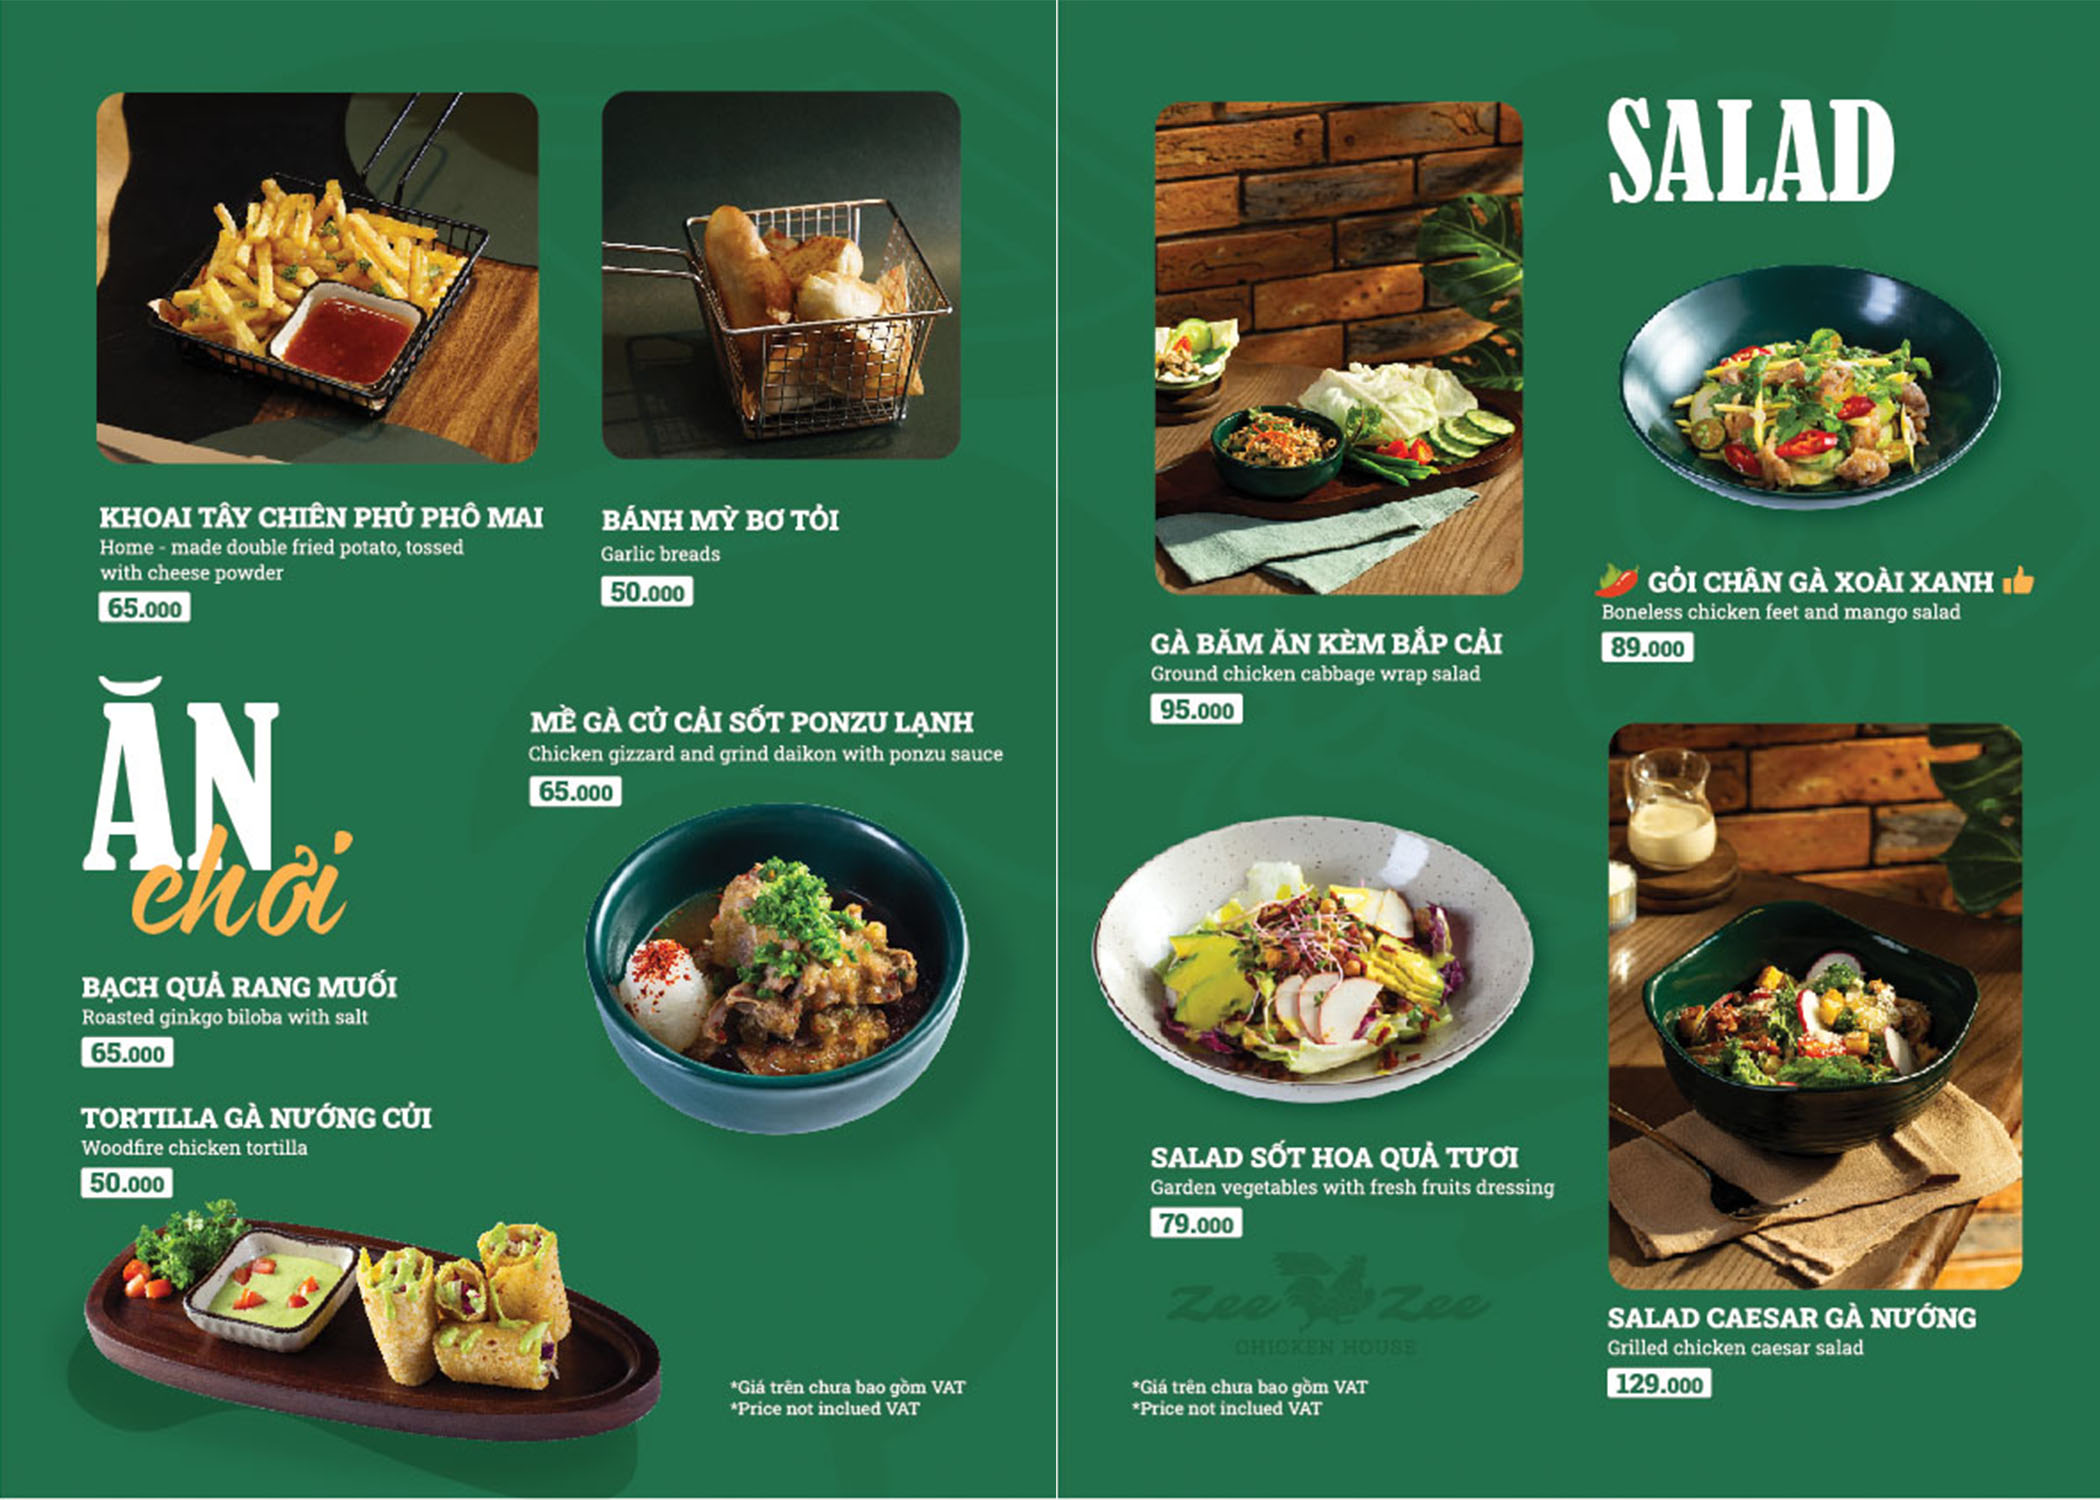 KHOAI TÂY CHIÊN PHỦ PHÔ MAI
Home - made double fried potato, tossed
with cheese powder
65.000
BÁNH MỲ BƠ TỎI
Garlic breads
50.000
ĂN
chơi
MỀ GÀ CỦ CẢI SỐT PONZU LẠNH
Chicken gizzard and grind daikon with ponzu sauce
65.000
BẠCH QUẢ RANG MUỐI
Roasted ginkgo biloba with salt
65.000
TORTILLA GÀ NƯỚNG CỦI
Woodfire chicken tortilla
50.000
*Giá trên chưa bao gồm VAT
*Price not inclued VAT
SALAD
GÀ BĂM ĂN KÈM BẮP CẢI
Ground chicken cabbage wrap salad
95.000
GỎI CHÂN GÀ XOÀI XANH
Boneless chicken feet and mango salad
89.000
SALAD SỐT HOA QUẢ TƯƠI
Garden vegetables with fresh fruits dressing
79.000
Zee Zee
CHICKEN HOUSE
SALAD CAESAR GÀ NƯỚNG
Grilled chicken caesar salad
129.000
*Giá trên chưa bao gồm VAT
*Price not inclued VAT